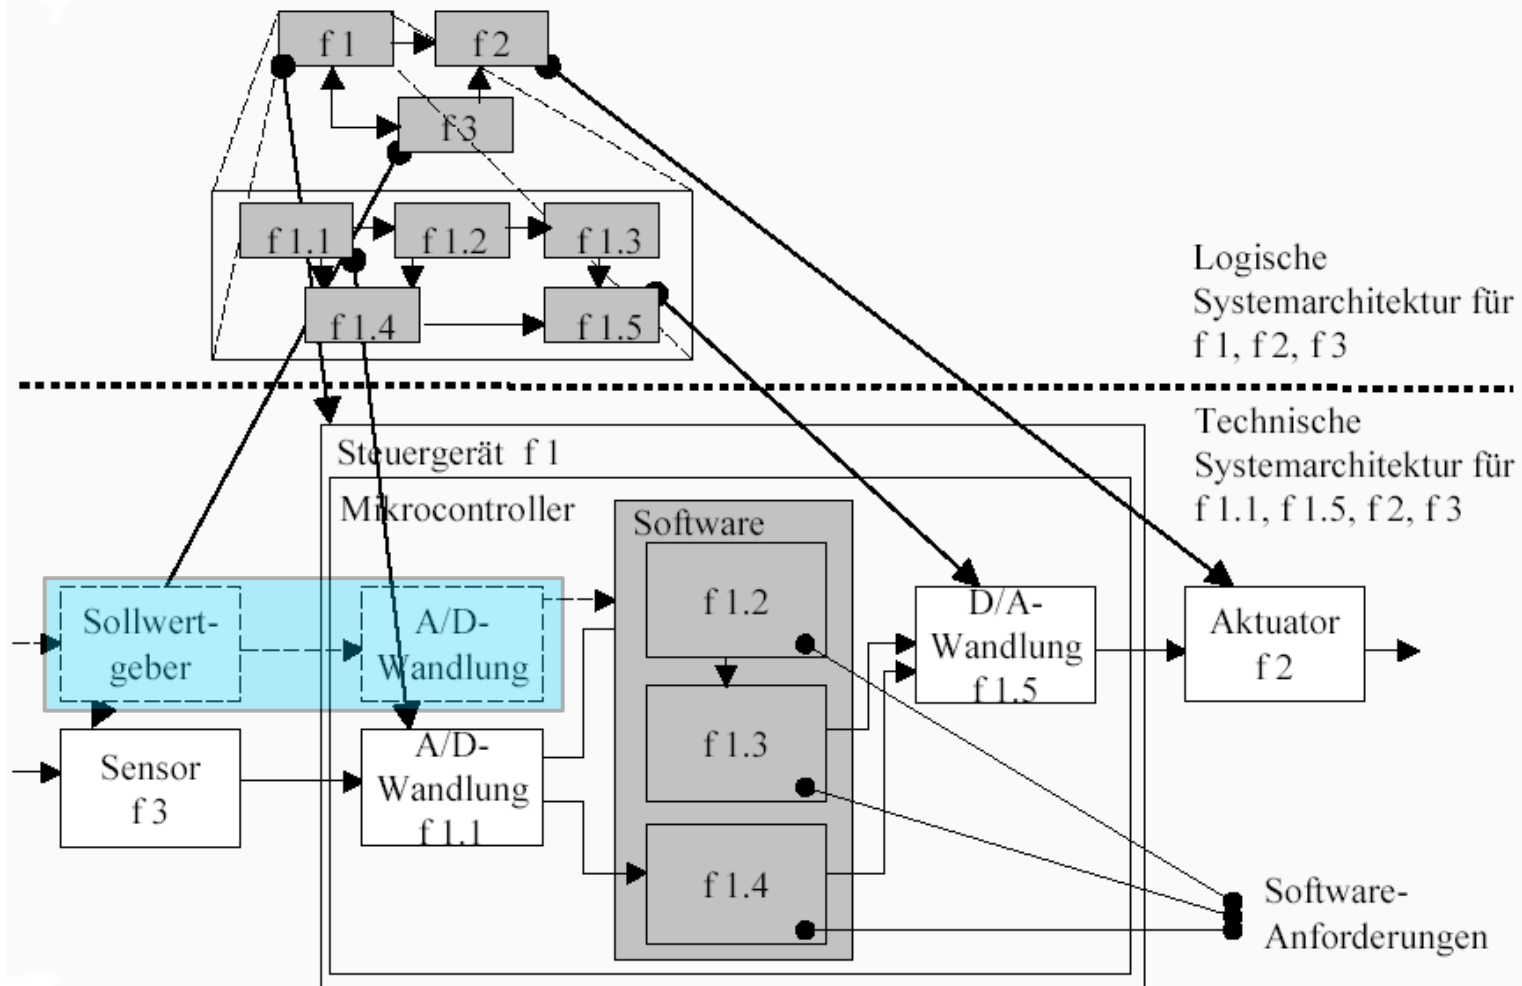 f 1
f 2
f 3
f 1.1
f 1.2
f 1.3
f 1.4
f 1.5
Logische
Systemarchitektur für
f 1, f 2, f 3
Technische
Systemarchitektur für
f 1.1, f 1.5, f 2, f 3
Steuergerät f 1
Mikrocontroller
Software
Sollwert-
geber
A/D-
Wandlung
f 1.2
D/A-
Wandlung
f 1.5
Aktuator
f 2
Sensor
f 3
A/D-
Wandlung
f 1.1
f 1.3
f 1.4
Software-
Anforderungen